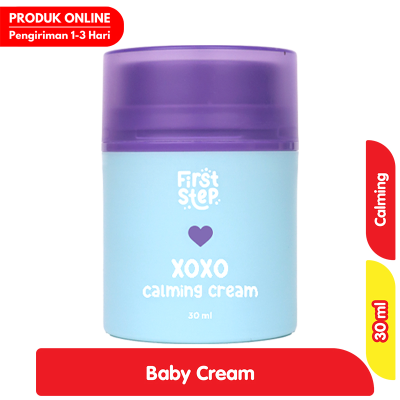 PRODUK ONLINE
Pengiriman 1-3 Hari
First
Step
XOXO
calming cream
30 ml
Calming
30 ml
Baby Cream